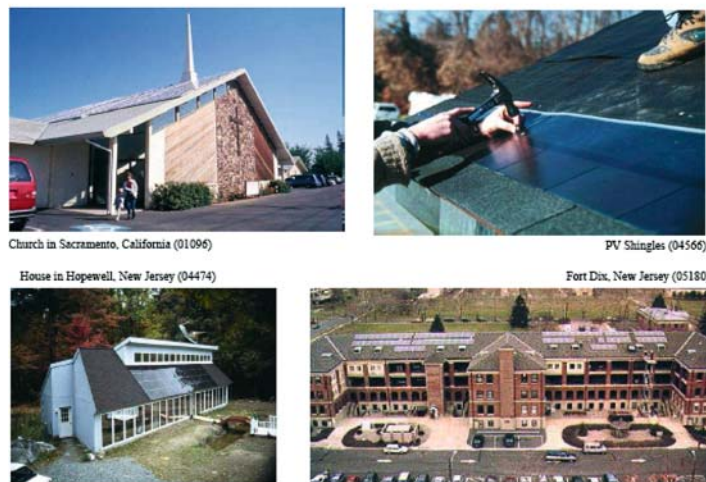 Church in Sacramento, California (01096)
PV Shingles (04566)
House in Hopewell, New Jersey (04474)
Fort Dix, New Jersey (05180